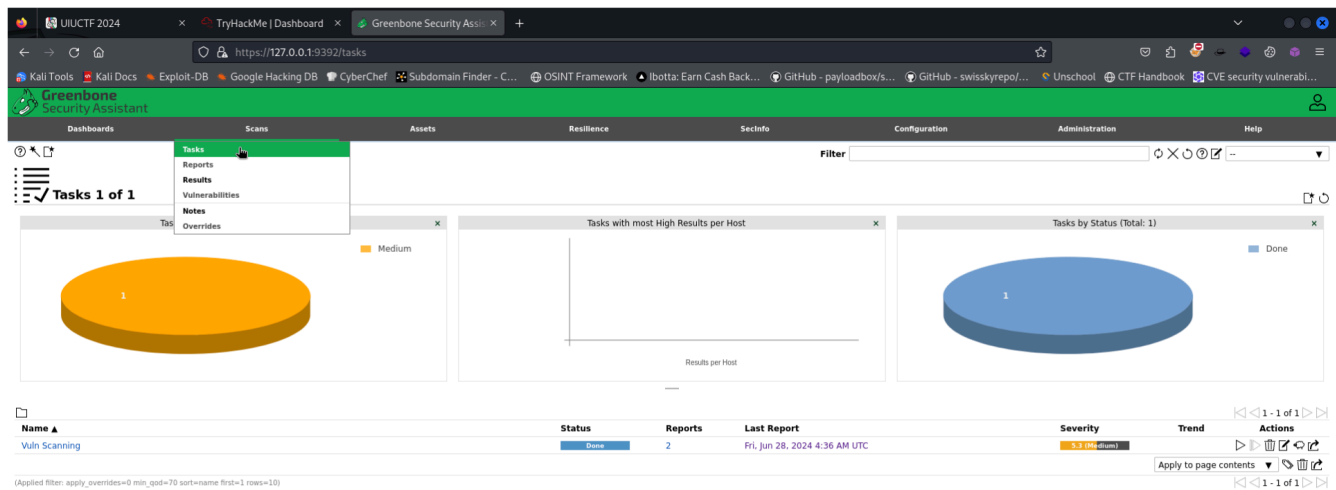 UIUCTF 2024
TryHackMe | Dashboard
Greenbone Security Assis
https://127.0.0.1:9392/tasks
Kali Tools Kali Docs Exploit-DB Google Hacking DB CyberChef Subdomain Finder - C... OSINT Framework Ibotta: Earn Cash Back... GitHub - payloadbox/s... GitHub - swisskyrepo/... Unschool CTF Handbook CVE security vulnerabi...
Greenbone
Security Assistant
Dashboards Scans Assets Resilience SecInfo Configuration Administration Help
Tasks
Reports
Results
Vulnerabilities
Notes
Overrides
Filter --
Tasks 1 of 1
Tas
Medium
1
Tasks with most High Results per Host
Results per Host
Tasks by Status (Total: 1)
Done
1
1 - 1 of 1
Name ▲ Status Reports Last Report Severity Trend Actions
Vuln Scanning Done 2 Fri, Jun 28, 2024 4:36 AM UTC 5.3 (Medium)
Apply to page contents ▼
(Applied filter: apply_overrides=0 min_qod=70 sort=name first=1 rows=10)
1 - 1 of 1